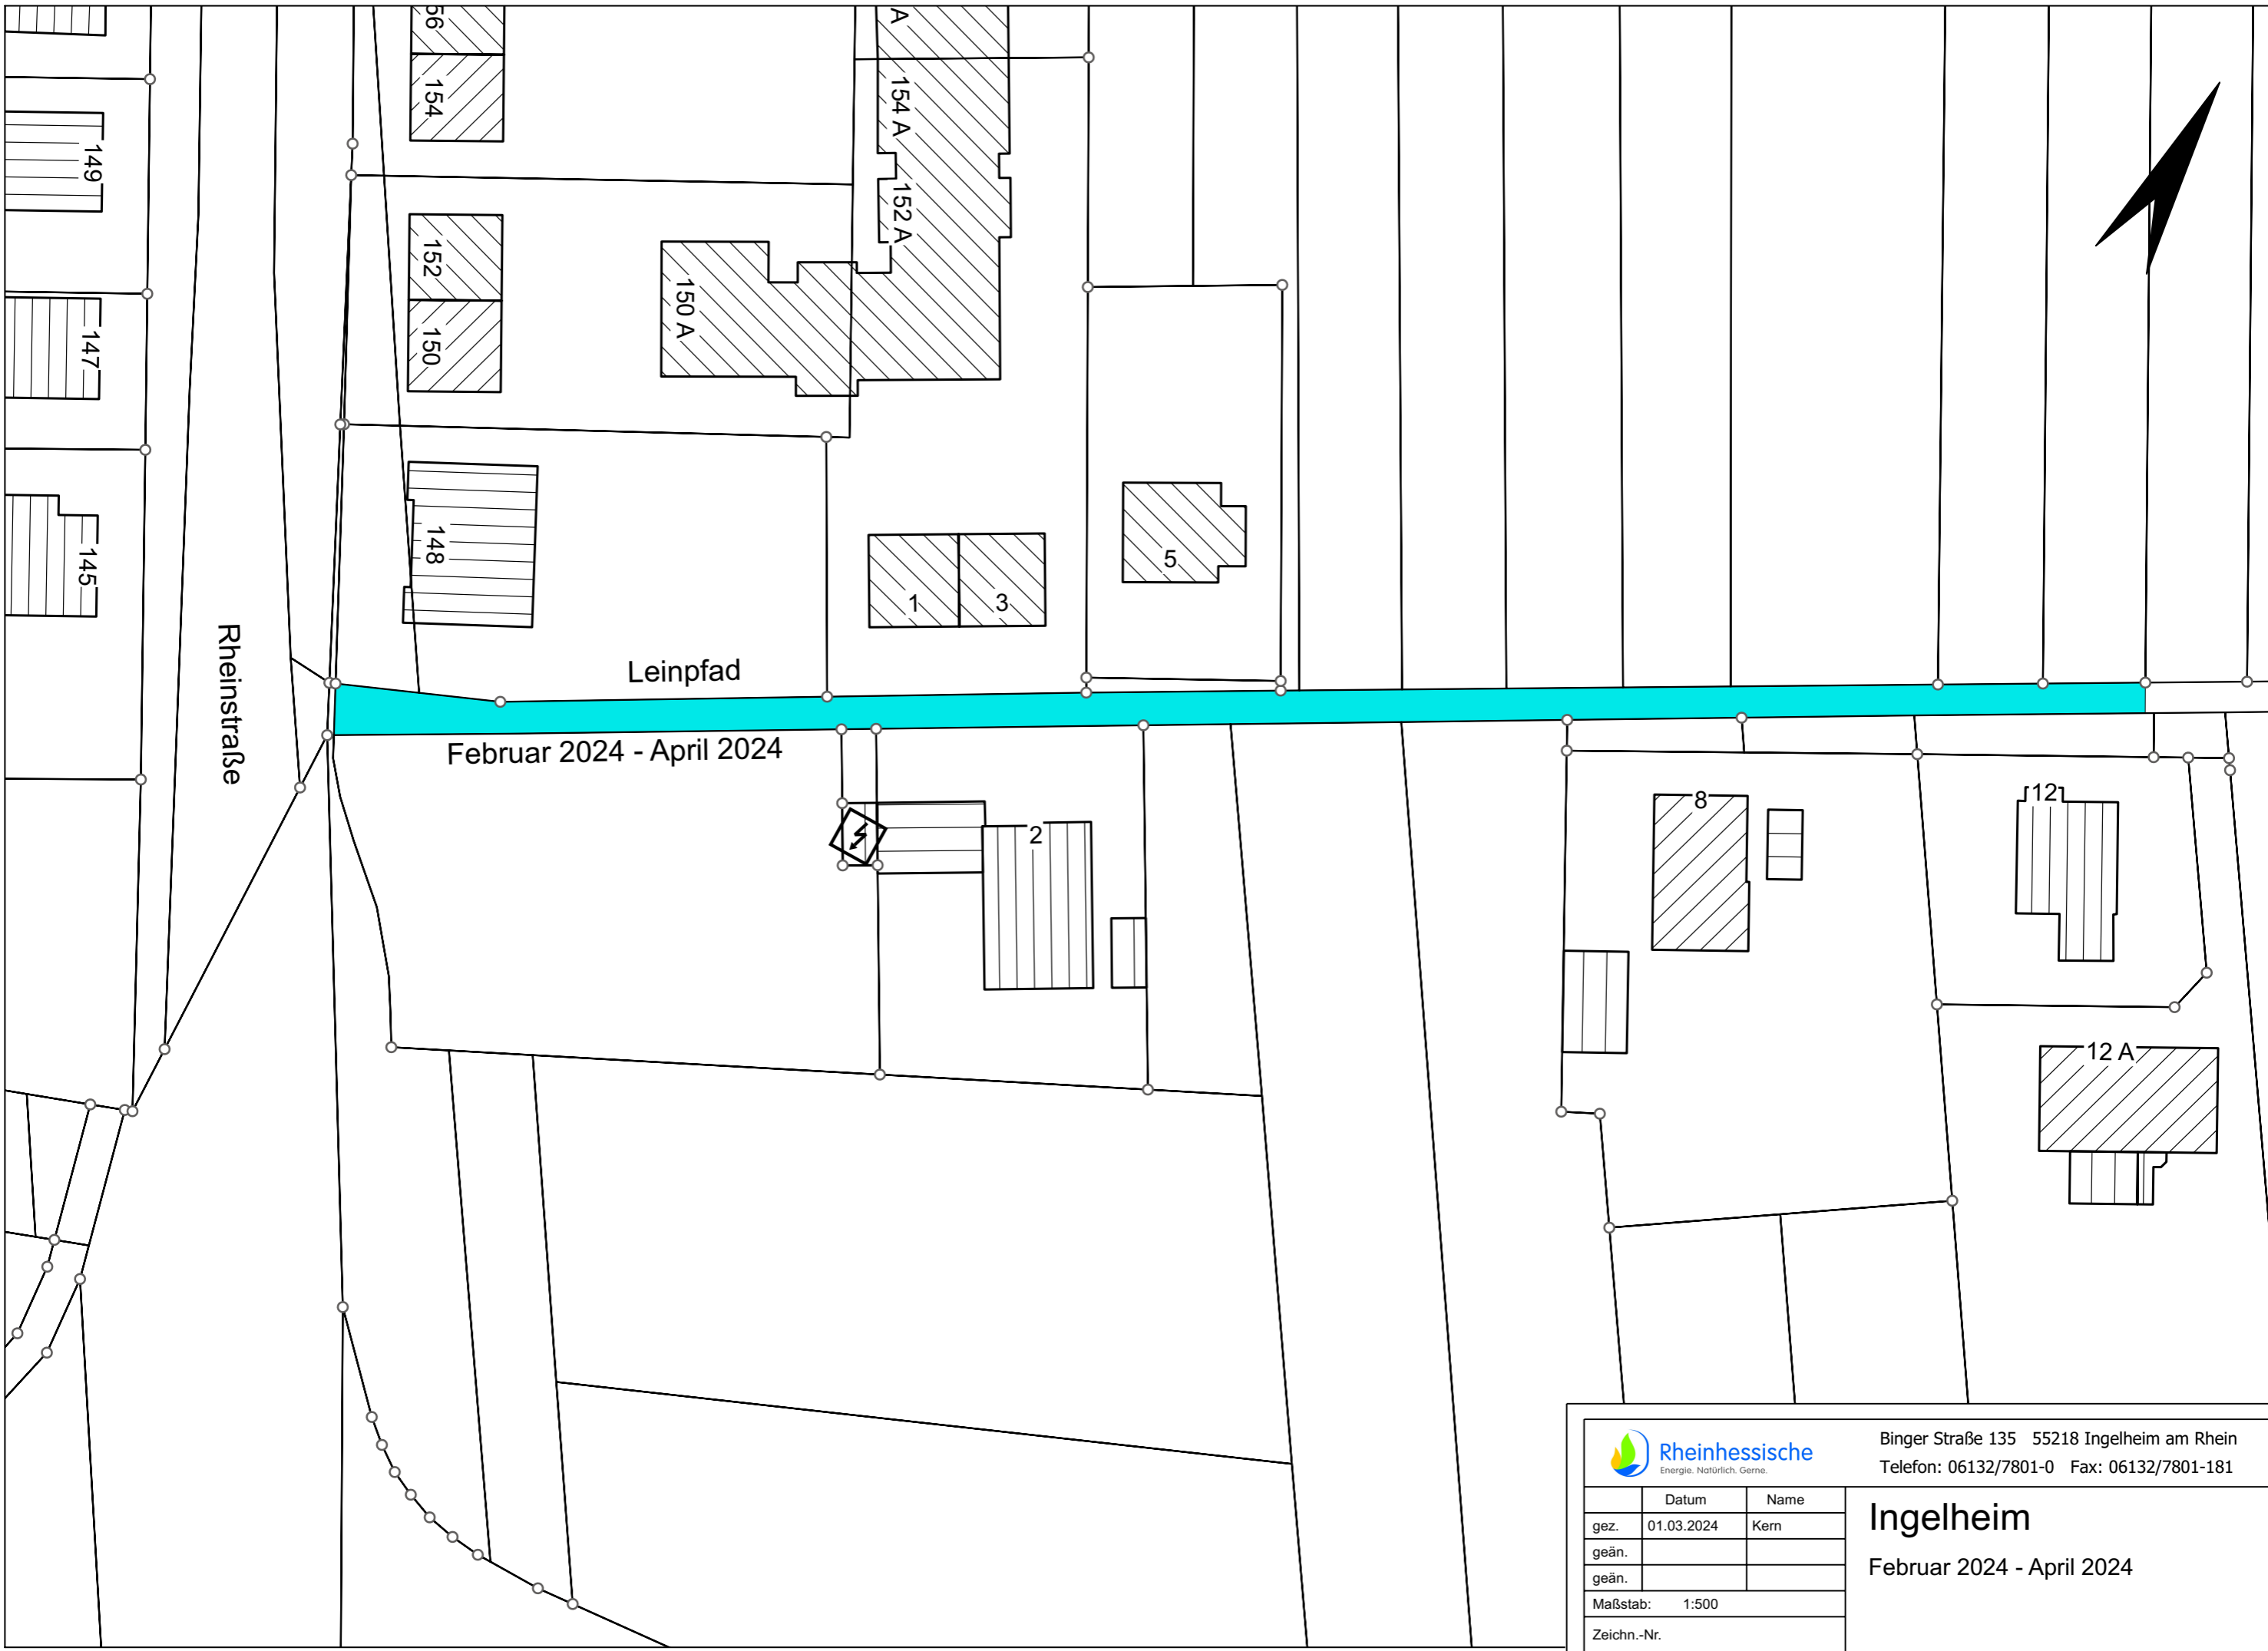 56
A
154
154 A
149
152 A
152
150 A
150
147
148
145
5
1
3
Rheinstraße
Leinpfad
Februar 2024 - April 2024
2
8
12
12 A
Rheinhessische
Energie. Natürlich. Gerne.
Binger Straße 135 55218 Ingelheim am Rhein
Telefon: 06132/7801-0 Fax: 06132/7801-181
Datum Name
gez. 01.03.2024 Kern
geän.
geän.
Maßstab: 1:500
Zeichn.-Nr.
Ingelheim
Februar 2024 - April 2024